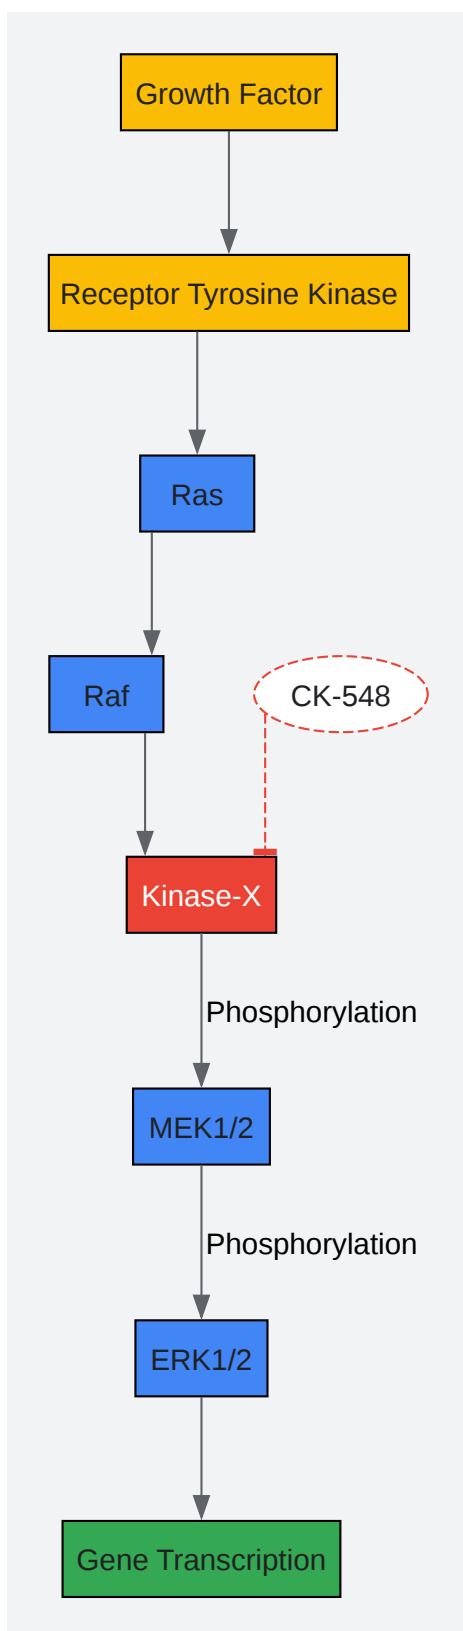 Growth Factor
Receptor Tyrosine Kinase
Ras
Raf
CK-548
Kinase-X
Phosphorylation
MEK1/2
Phosphorylation
ERK1/2
Gene Transcription